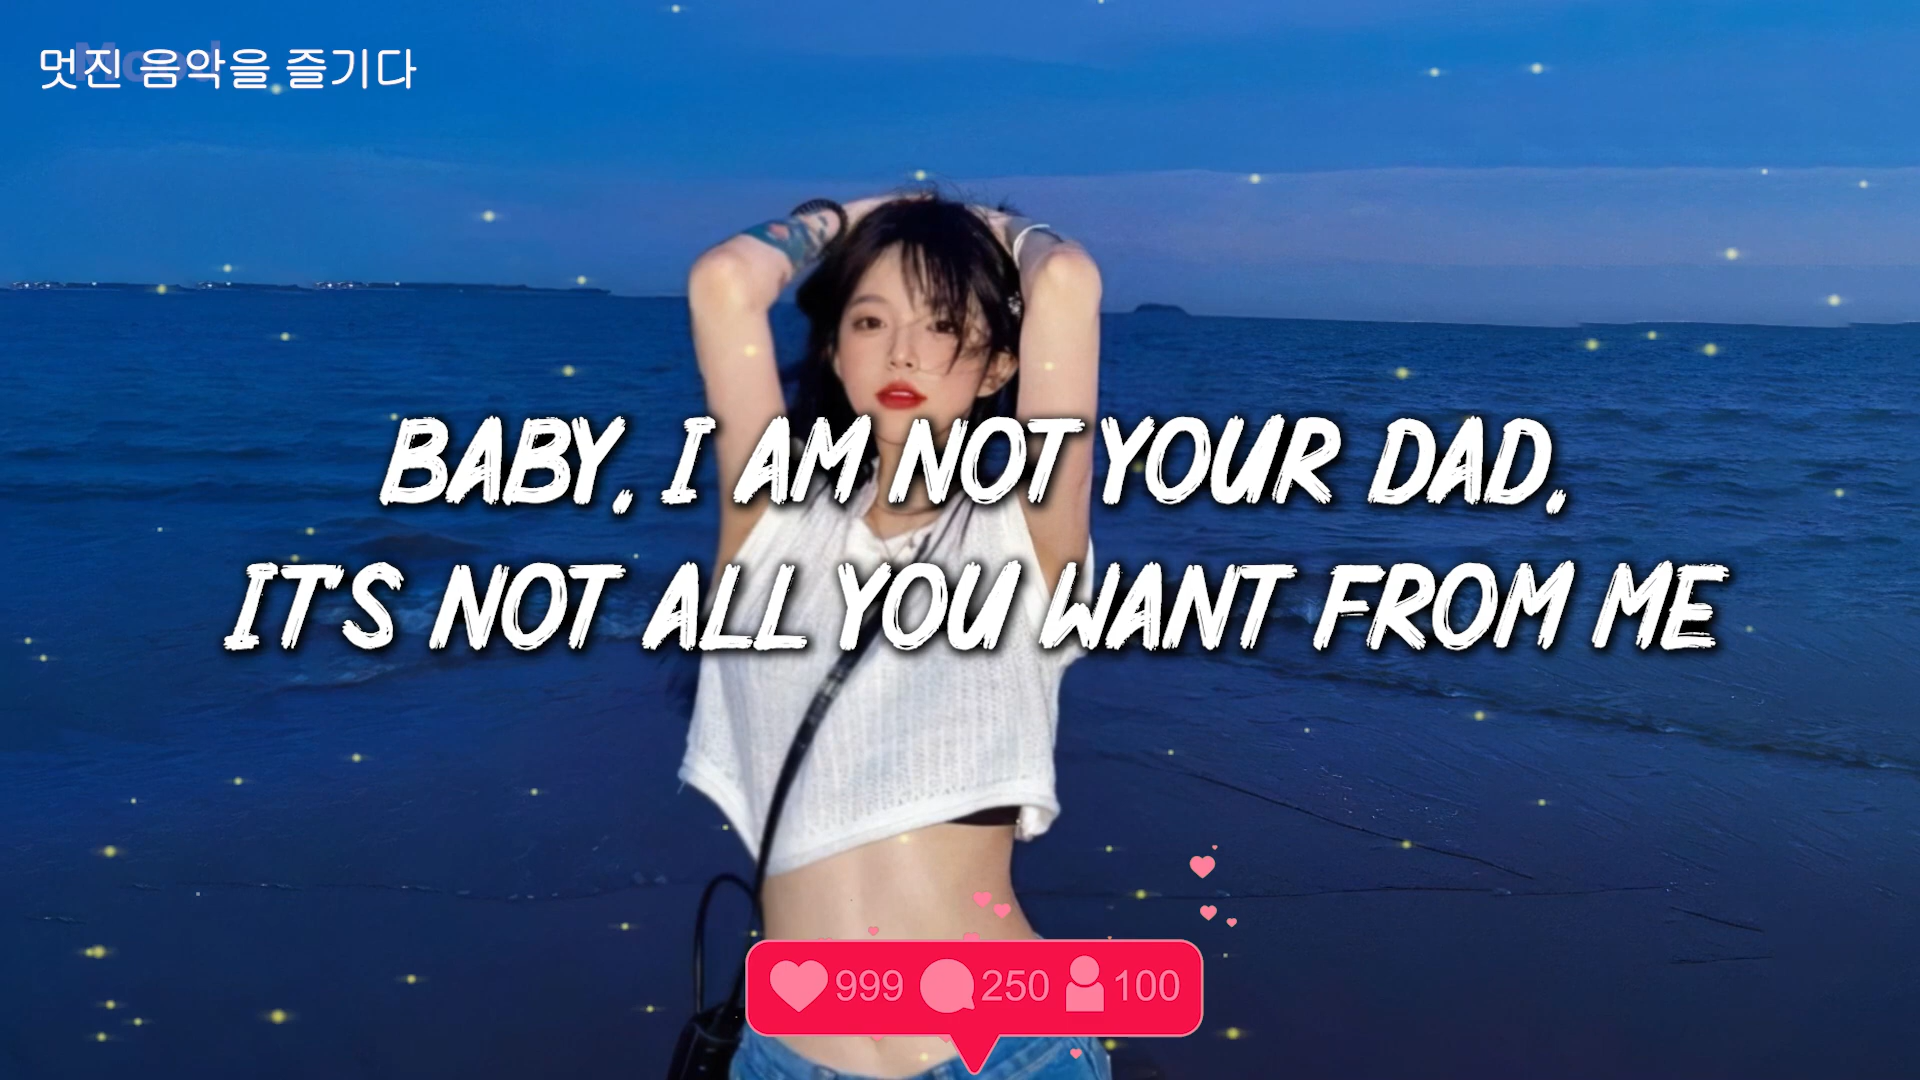 멋진 음악을 즐기다
BABY, I AM NOT YOUR DAD,
IT'S NOT ALL YOU WANT FROM ME
999 250 100